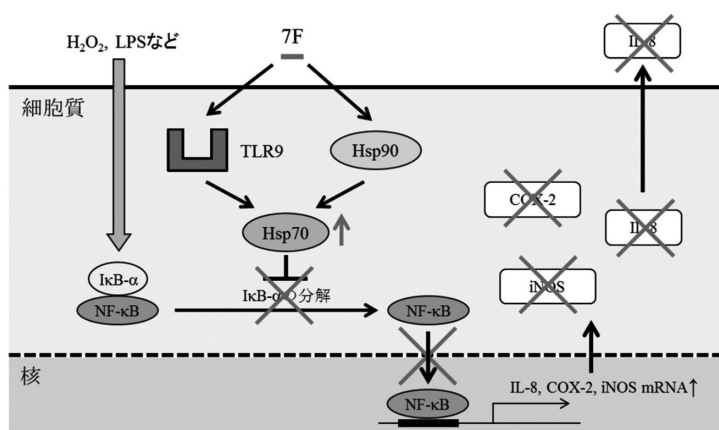 H₂O₂, LPSなど
7F
IL-8
細胞質
TLR9
Hsp90
COX-2
Hsp70
IL-8
IκB-α
IκB-αの分解
iNOS
NF-κB
NF-κB
核
IL-8, COX-2, iNOS mRNA↑
NF-κB